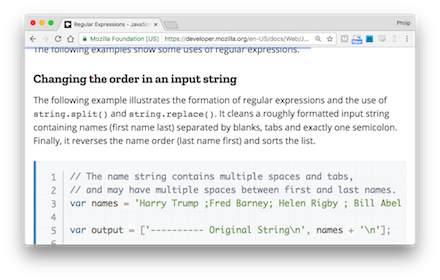 Regular Expressions - JavaSc
Philip
Mozilla Foundation [US]
https://developer.mozilla.org/en-US/docs/Web/J
The following examples show some uses of regular expressions.
Changing the order in an input string
The following example illustrates the formation of regular expressions and the use of
string.split() and string.replace(). It cleans a roughly formatted input string
containing names (first name last) separated by blanks, tabs and exactly one semicolon.
Finally, it reverses the name order (last name first) and sorts the list.
1 // The name string contains multiple spaces and tabs,
2 // and may have multiple spaces between first and last names.
3 var names = 'Harry Trump ;Fred Barney; Helen Rigby ; Bill Abel
4
5 var output = ['---------- Original String\n', names + '\n'];